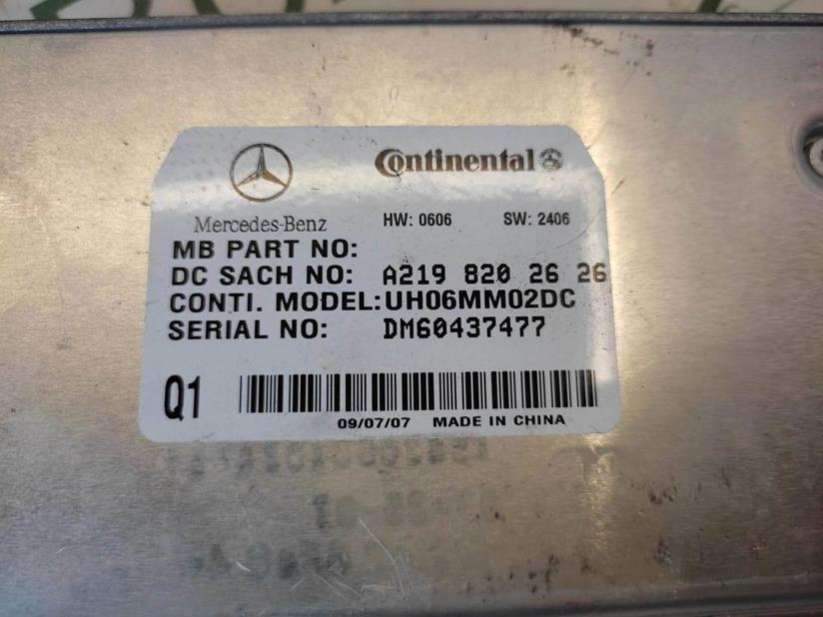 Continental
Mercedes-Benz HW: 0606 SW: 2406
MB PART NO:
DC SACH NO: A219 820 26 26
CONTI. MODEL: UH06MM02DC
SERIAL NO: DM60437477
Q1
09/07/07 MADE IN CHINA